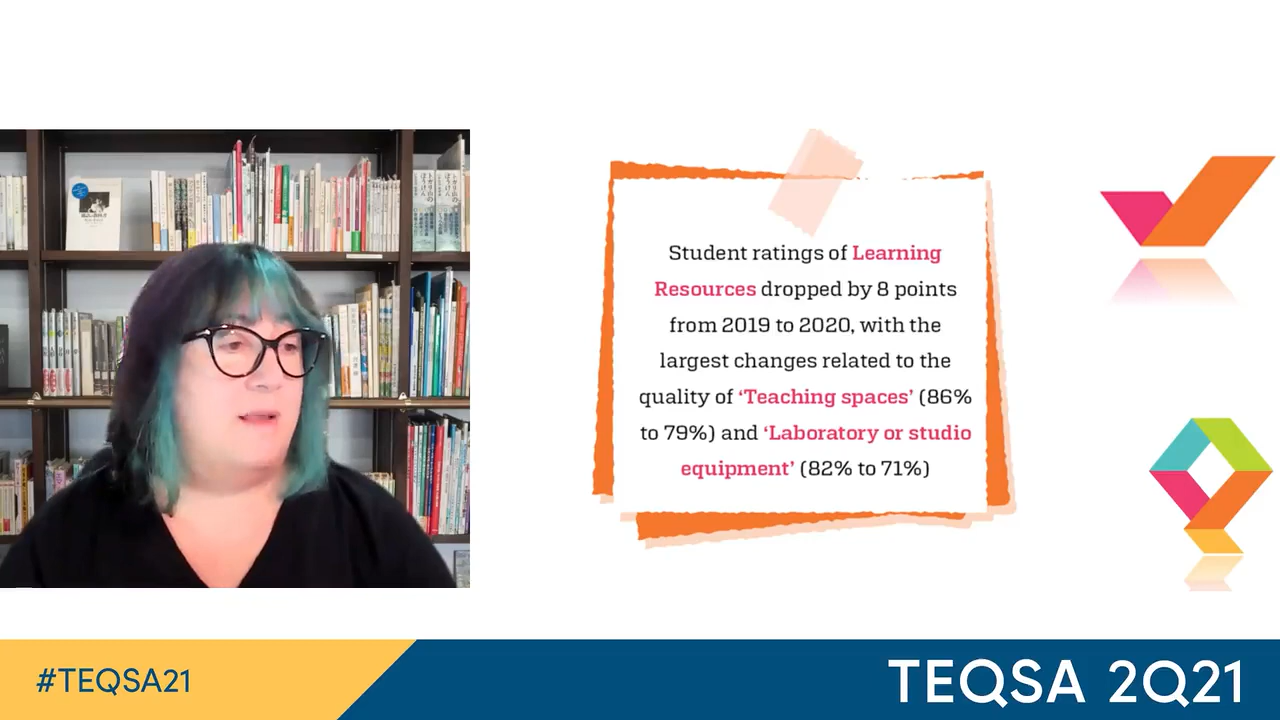 Student ratings of Learning
Resources dropped by 8 points
from 2019 to 2020, with the
largest changes related to the
quality of ‘Teaching spaces’ (86%
to 79%) and ‘Laboratory or studio
equipment’ (82% to 71%)
#TEQSA21
TEQSA 2Q21